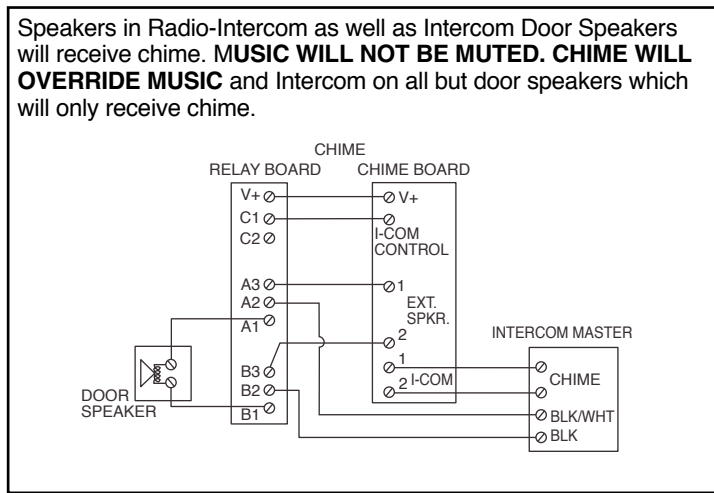 Speakers in Radio-Intercom as well as Intercom Door Speakers
will receive chime. MUSIC WILL NOT BE MUTED. CHIME WILL
OVERRIDE MUSIC and Intercom on all but door speakers which
will only receive chime.
CHIME
RELAY BOARD
CHIME BOARD
V+
C1
C2
A3
A2
A1
B3
B2
B1
V+
I-COM
CONTROL
1
EXT.
SPKR.
2
1
2 I-COM
DOOR
SPEAKER
INTERCOM MASTER
CHIME
BLK/WHT
BLK